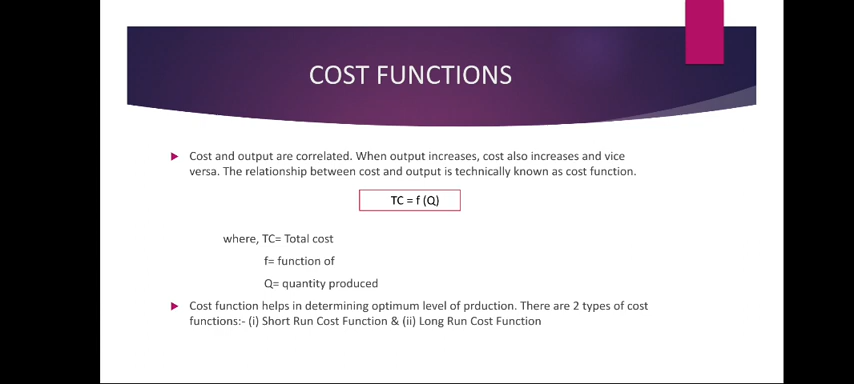 COST FUNCTIONS
Cost and output are correlated. When output increases, cost also increases and vice
versa. The relationship between cost and output is technically known as cost function.
TC = f (Q)
where, TC= Total cost
f= function of
Q= quantity produced
Cost function helps in determining optimum level of prduction. There are 2 types of cost
functions:- (i) Short Run Cost Function & (ii) Long Run Cost Function